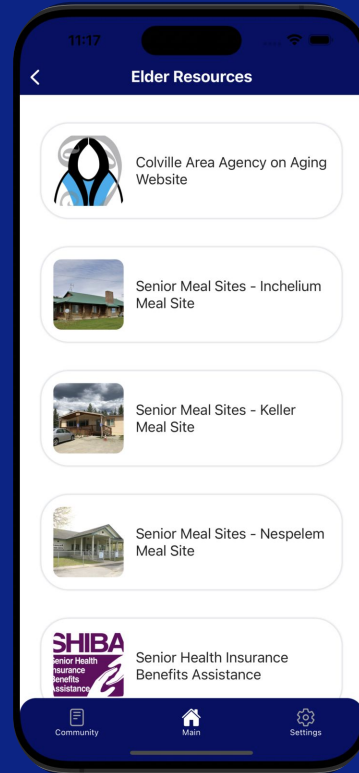 11:17
Elder Resources
Colville Area Agency on Aging
Website
Senior Meal Sites - Inchelium
Meal Site
Senior Meal Sites - Keller
Meal Site
Senior Meal Sites - Nespelem
Meal Site
SHIBA
Senior Health
Insurance
Benefits
Assistance
Senior Health Insurance
Benefits Assistance
Community
Main
Settings